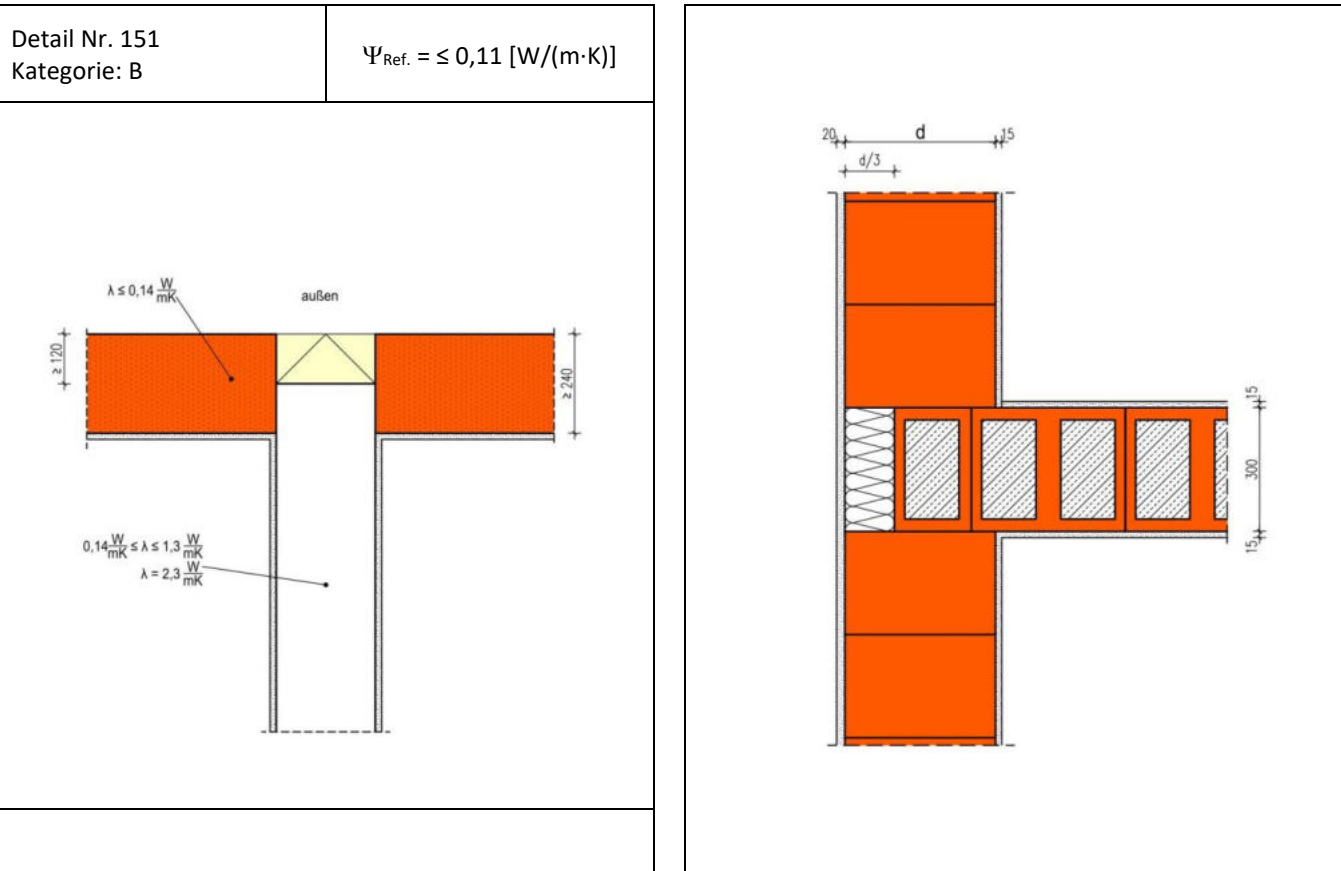 Detail Nr. 151
Kategorie: B
ΨRef. = ≤ 0,11 [W/(m·K)]
λ ≤ 0,14 W/mK
außen
≥ 120
≥ 240
0,14 W/mK ≤ λ ≤ 1,3 W/mK
λ = 2,3 W/mK
20 d 15
d/3
15
300
15